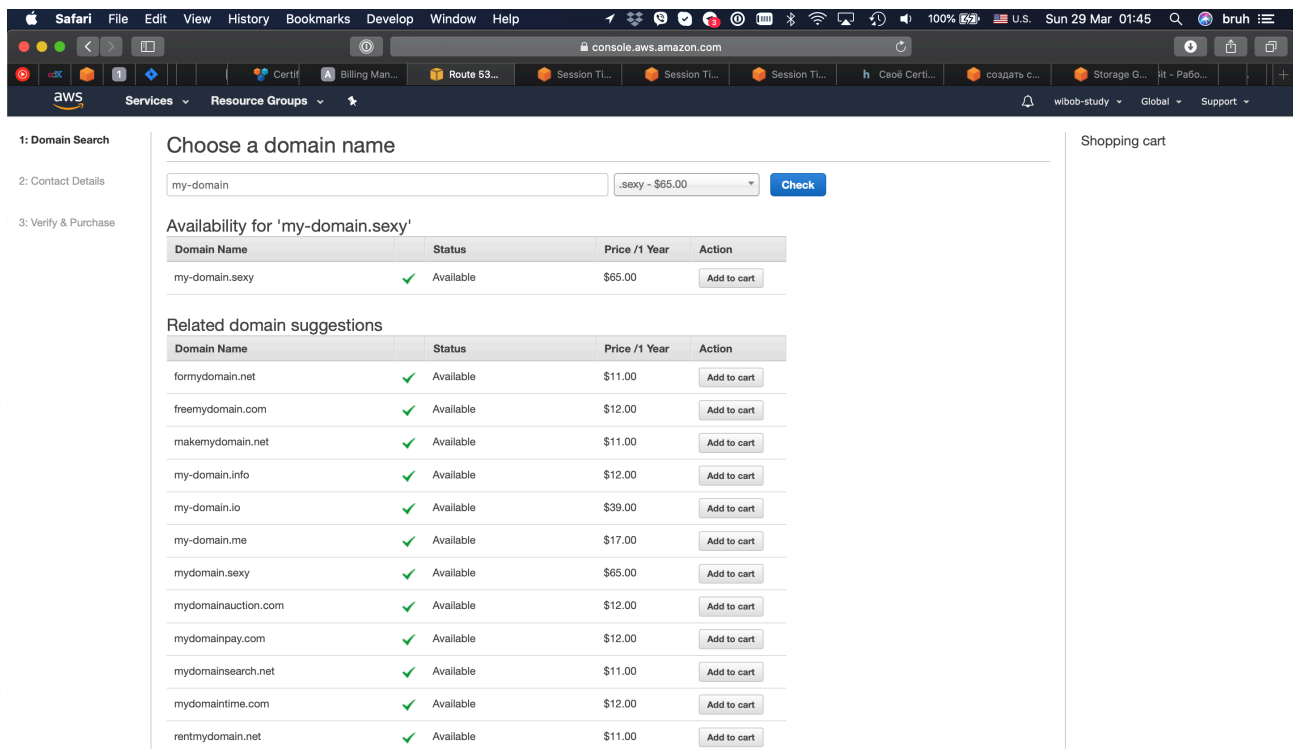 Safari File Edit View History Bookmarks Develop Window Help 100% U.S. Sun 29 Mar 01:45 bruh
console.aws.amazon.com
edX 1 Certif A Billing Man... Route 53... Session Ti... Session Ti... Session Ti... h Своё Certi... создать с... Storage G... - Рабо...
aws Services Resource Groups wibob-study Global Support
1: Domain Search
2: Contact Details
3: Verify & Purchase
Choose a domain name
my-domain .sexy - $65.00 Check
Availability for 'my-domain.sexy'
Domain Name Status Price /1 Year Action
my-domain.sexy Available $65.00 Add to cart
Related domain suggestions
Domain Name Status Price /1 Year Action
formydomain.net Available $11.00 Add to cart
freemydomain.com Available $12.00 Add to cart
makemydomain.net Available $11.00 Add to cart
my-domain.info Available $12.00 Add to cart
my-domain.io Available $39.00 Add to cart
my-domain.me Available $17.00 Add to cart
mydomain.sexy Available $65.00 Add to cart
mydomainauction.com Available $12.00 Add to cart
mydomainpay.com Available $12.00 Add to cart
mydomainsearch.net Available $11.00 Add to cart
mydomaintime.com Available $12.00 Add to cart
rentmydomain.net Available $11.00 Add to cart
Shopping cart